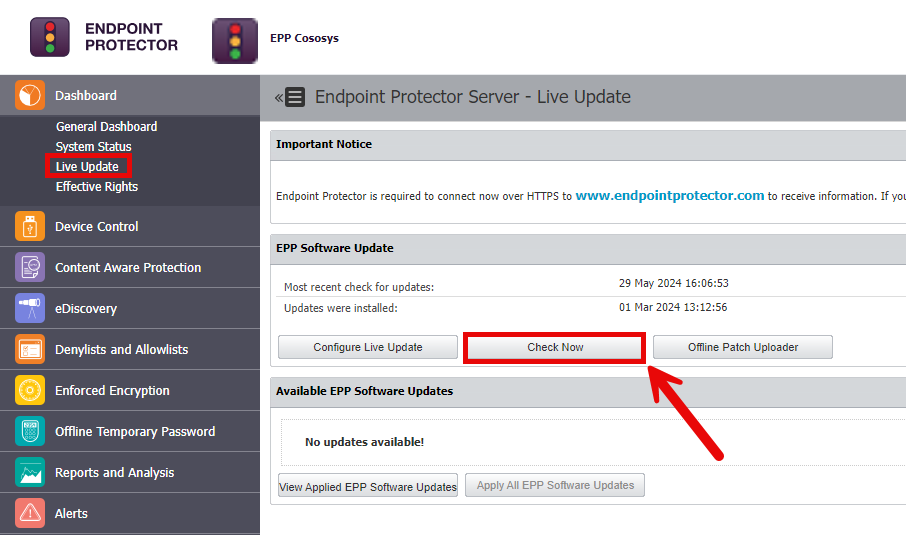 ENDPOINT
PROTECTOR
EPP Cososys
Dashboard
General Dashboard
System Status
Live Update
Effective Rights
Device Control
Content Aware Protection
eDiscovery
Denylists and Allowlists
Enforced Encryption
Offline Temporary Password
Reports and Analysis
Alerts
Endpoint Protector Server - Live Update
Important Notice
Endpoint Protector is required to connect now over HTTPS to www.endpointprotector.com to receive information. If you
EPP Software Update
Most recent check for updates: 29 May 2024 16:06:53
Updates were installed: 01 Mar 2024 13:12:56
Configure Live Update Check Now Offline Patch Uploader
Available EPP Software Updates
No updates available!
View Applied EPP Software Updates Apply All EPP Software Updates